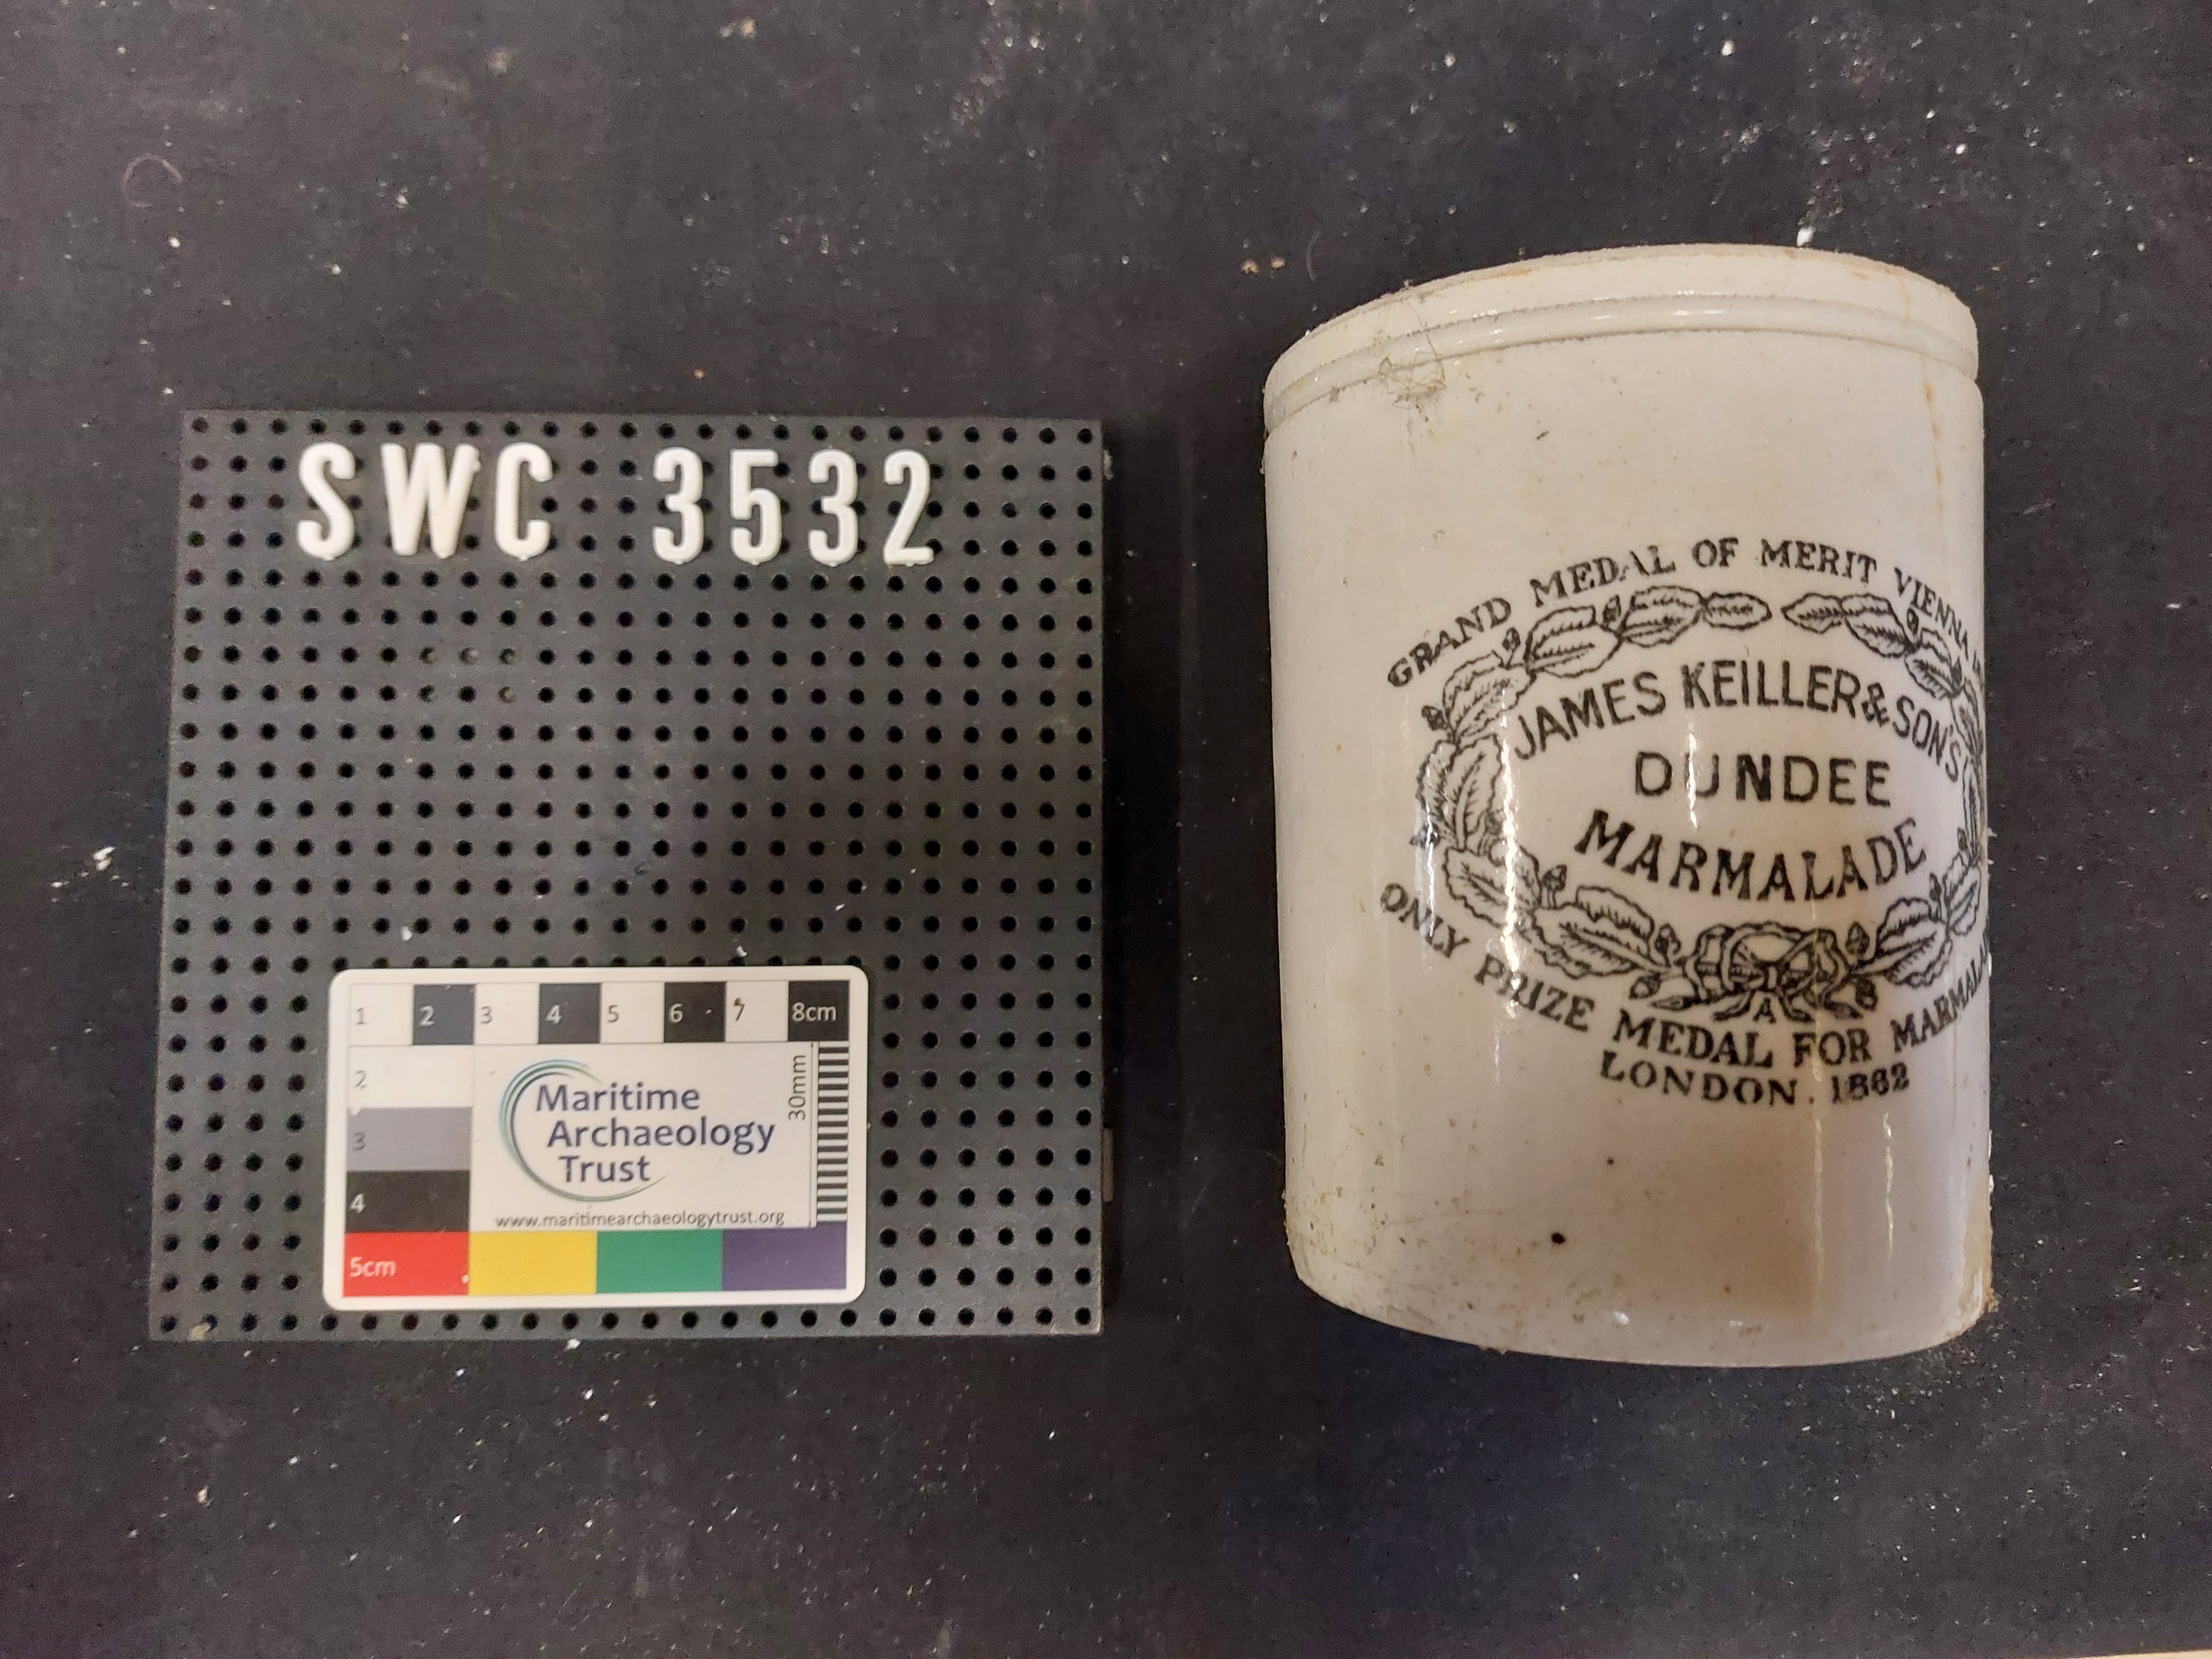 SWC 3532
1 2 3 4 5 6 7 8cm
2
3
4
5cm
30mm
Maritime
Archaeology
Trust
www.maritimearchaeologytrust.org
GRAND MEDAL OF MERIT VIENNA
JAMES KEILLER & SON'S
DUNDEE
MARMALADE
A
ONLY PRIZE MEDAL FOR
LONDON. 1862